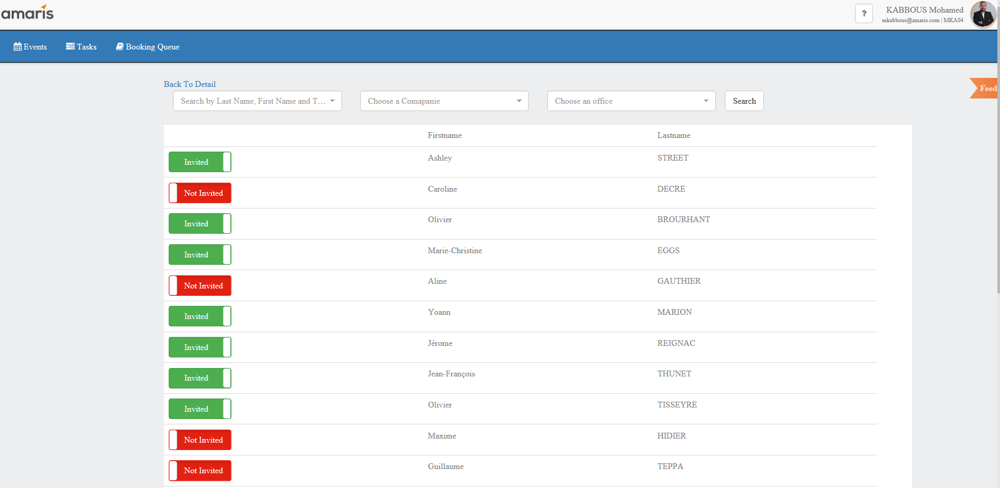 amaris
?
KABBOUS Mohamed
mkabbous@amaris.com | MKA04
Events Tasks Booking Queue
Back To Detail
Feed
Search by Last Name, First Name and T... Choose a Comapanie Choose an office Search
Firstname Lastname
Invited Ashley STREET
Not Invited Caroline DECRE
Invited Olivier BROURHANT
Invited Marie-Christine EGGS
Not Invited Aline GAUTHIER
Invited Yoann MARION
Invited Jérome REIGNAC
Invited Jean-François THUNET
Invited Olivier TISSEYRE
Not Invited Maxime HIDIER
Not Invited Guillaume TEPPA